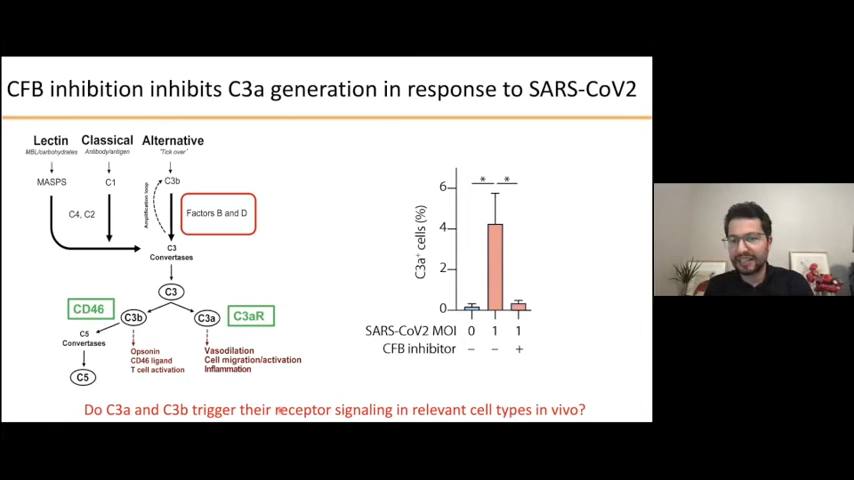 CFB inhibition inhibits C3a generation in response to SARS-CoV2
Lectin Classical Alternative
MBL/carbohydrates Antibody/antigen "Tick over"
MASPS C1 C3b
Amplification loop
C4, C2
Factors B and D
C3
Convertases
C3
CD46
C3b
C3a
C3aR
C5
Convertases
C5
Opsonin
CD46 ligand
T cell activation
Vasodilation
Cell migration/activation
Inflammation
C3a+ cells (%)
6
4
2
0
* *
SARS-CoV2 MOI 0 1 1
CFB inhibitor – – +
Do C3a and C3b trigger their receptor signaling in relevant cell types in vivo?